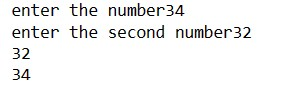 enter the number34
enter the second number32
32
34